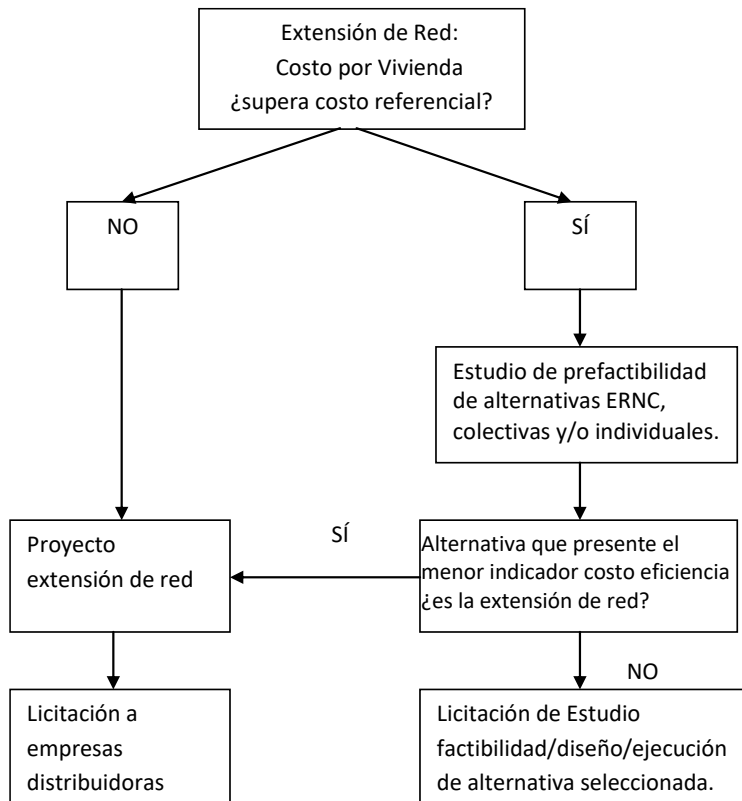 Extensión de Red:
Costo por Vivienda
¿supera costo referencial?
NO
SÍ
Estudio de prefactibilidad
de alternativas ERNC,
colectivas y/o individuales.
Proyecto
extensión de red
SÍ
Alternativa que presente el
menor indicador costo eficiencia
¿es la extensión de red?
NO
Licitación a
empresas
distribuidoras
Licitación de Estudio
factibilidad/diseño/ejecución
de alternativa seleccionada.